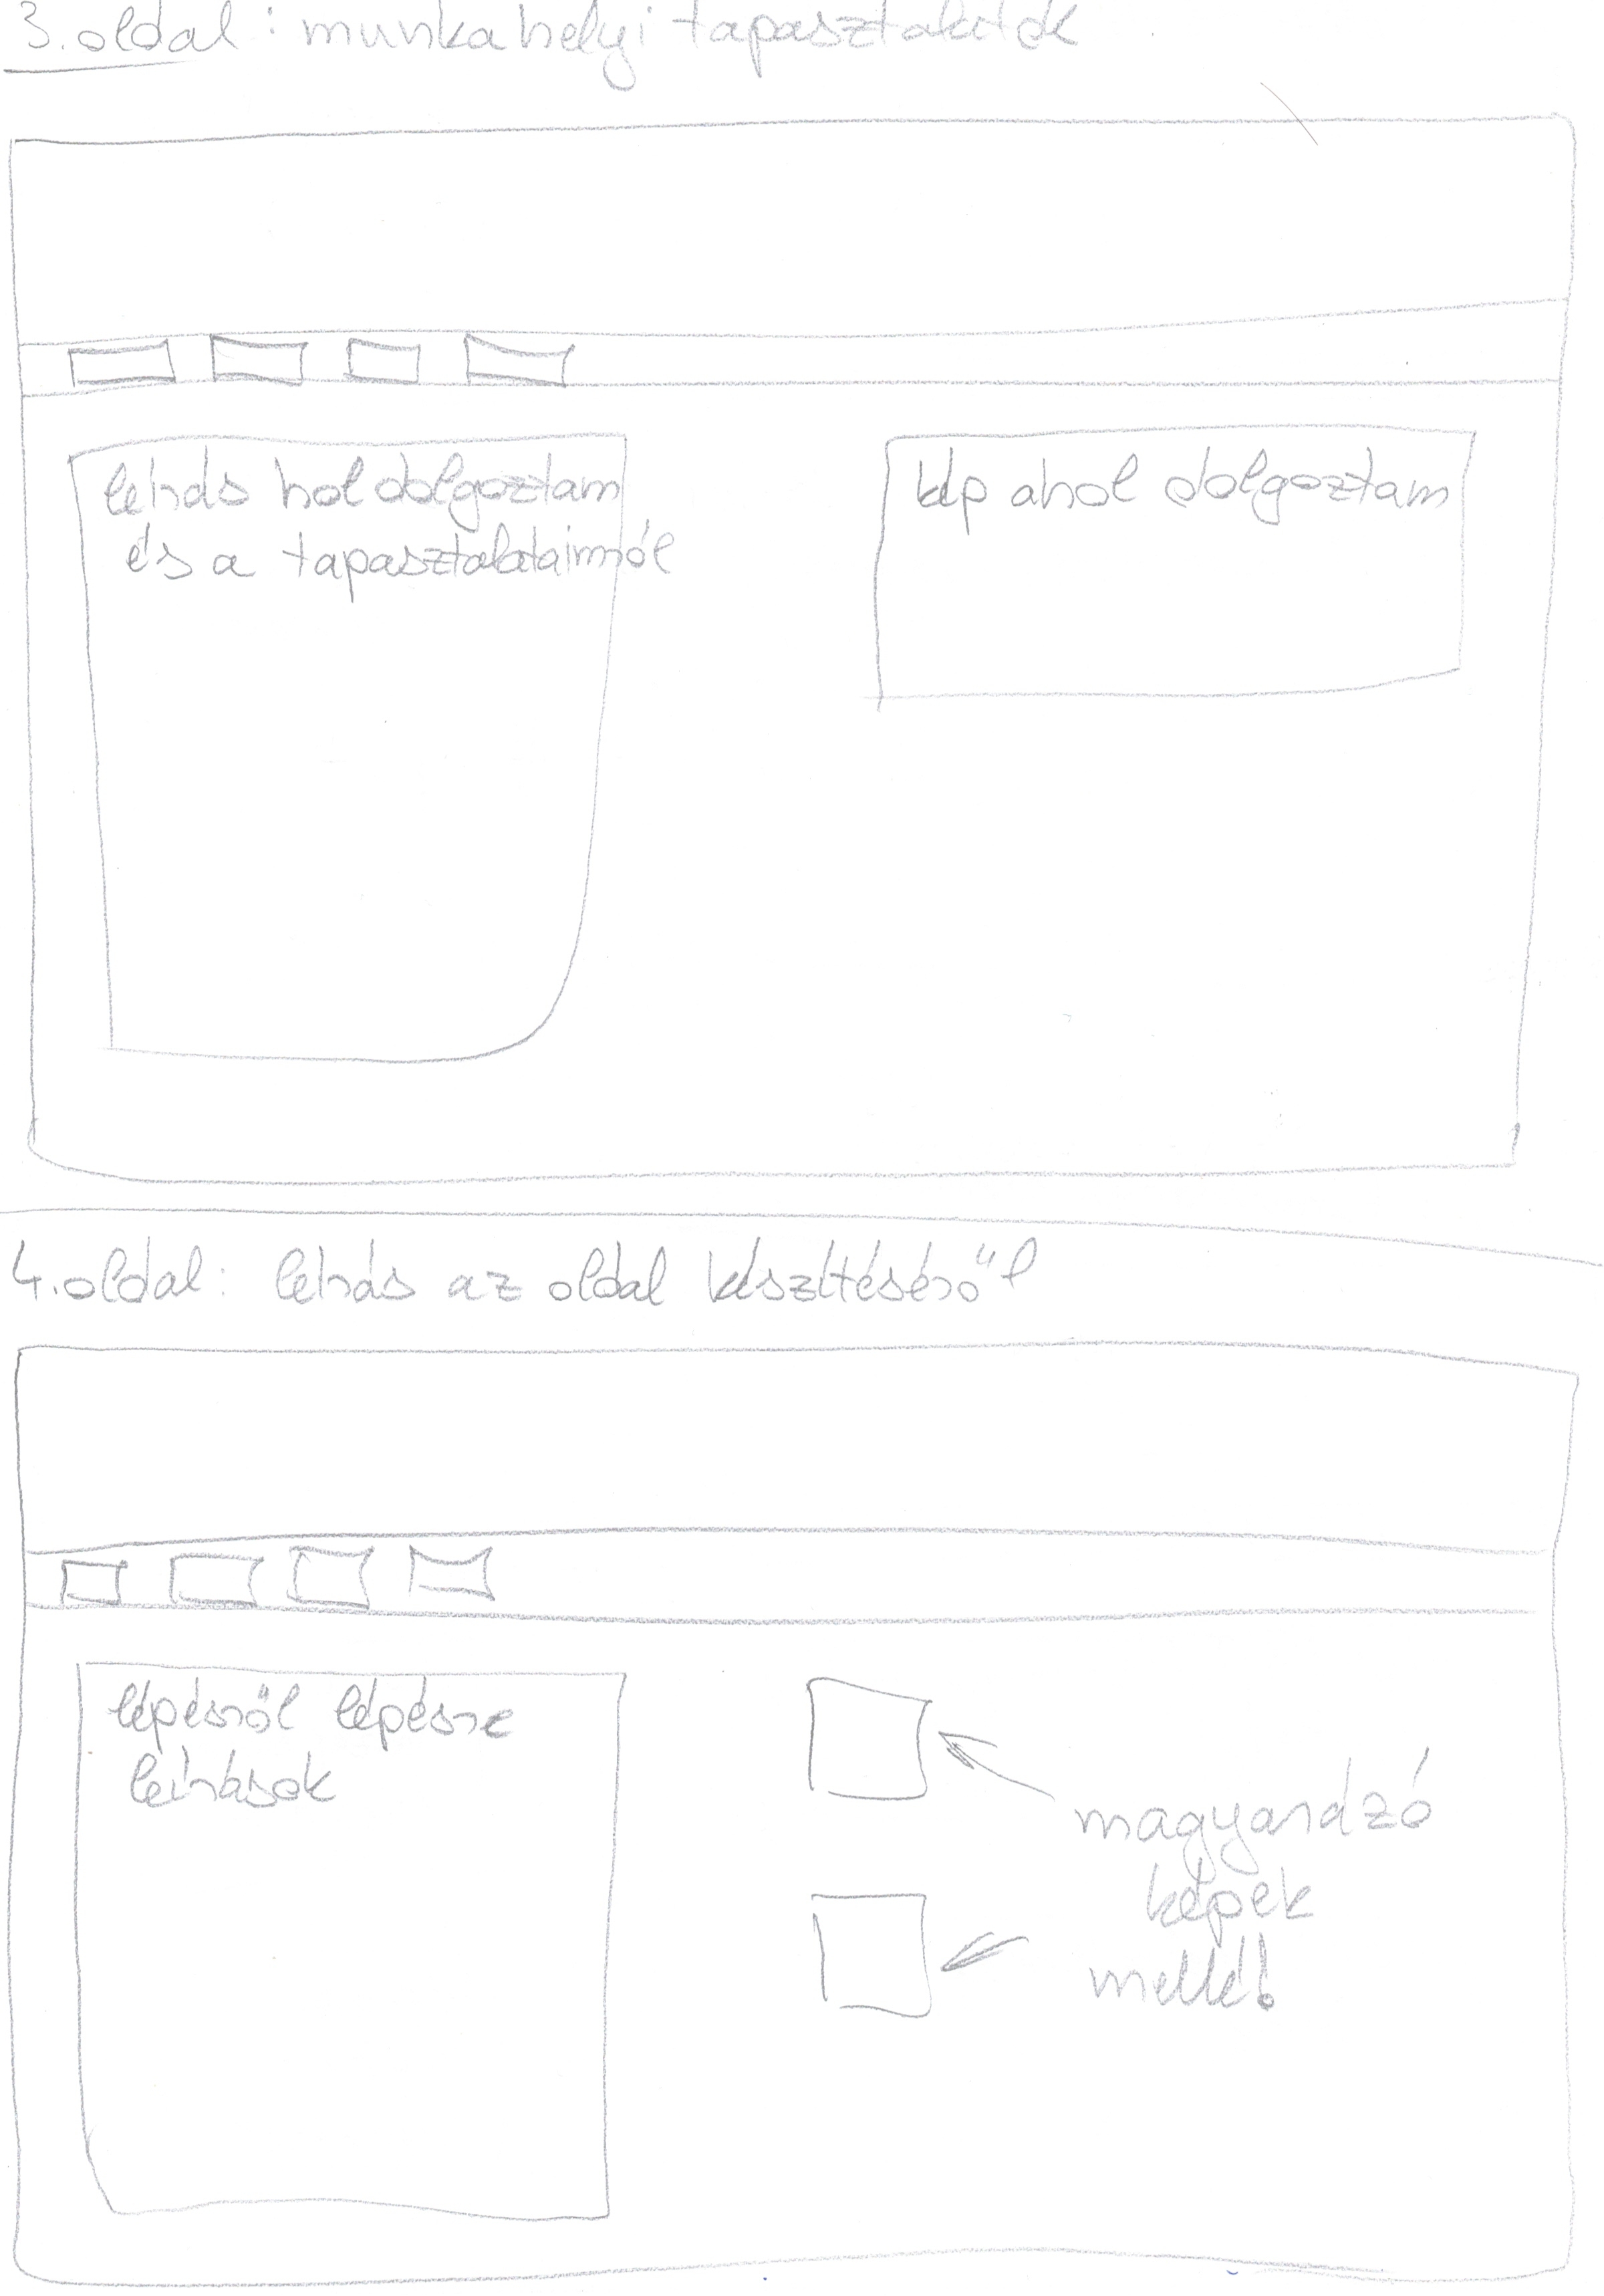 3. oldal: munkahelyi tapasztalatok
leírás hol dolgoztam
és a tapasztalataimról
kép ahol dolgoztam
4. oldal: leírás az oldal készítéséről
lépésről lépésre
leírások
magyarázó
képek
mellé!